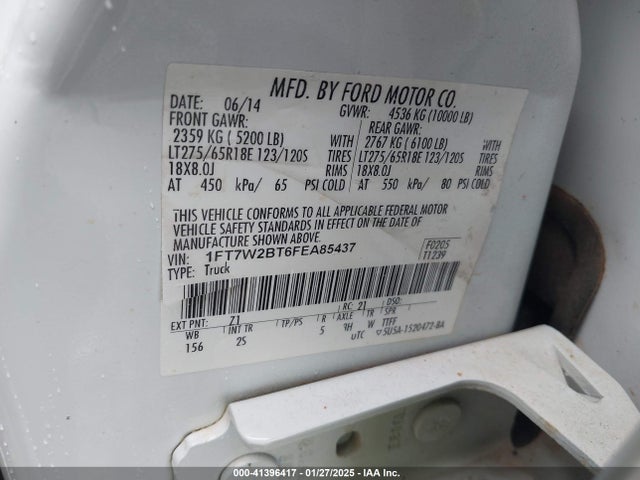 MFD. BY FORD MOTOR CO.
DATE: 06/14 GVWR: 4536 KG (10000 LB)
FRONT GAWR: REAR GAWR:
2359 KG ( 5200 LB) WITH 2767 KG ( 6100 LB) WITH
LT275/65R18E 123/120S TIRES LT275/65R18E 123/120S TIRES
18X8.0J RIMS 18X8.0J RIMS
AT 450 kPa/ 65 PSI COLD AT 550 kPa/ 80 PSI COLD
THIS VEHICLE CONFORMS TO ALL APPLICABLE FEDERAL MOTOR
VEHICLE SAFETY STANDARDS IN EFFECT ON THE DATE OF
MANUFACTURE SHOWN ABOVE.
VIN: 1FT7W2BT6FEA85437 F0205
TYPE: Truck T1239
EXT PNT: Z1 RC: 21 DSO:
WB INT TR TP/PS R AXLE TR SPR
156 2S 5 RH W TTFF
UTC ▽5U5A-1520472-BA
000-41396417 - 01/27/2025 - IAA Inc.